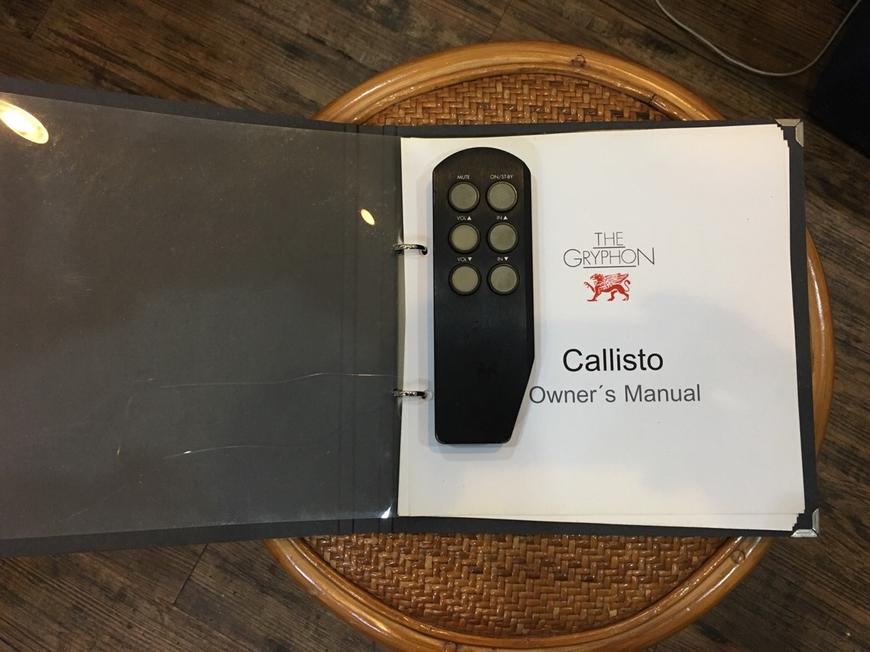 MUTE ON/ST-BY
VOL▲ IN▲
VOL▼ IN▼
THE
GRYPHON
Callisto
Owner´s Manual